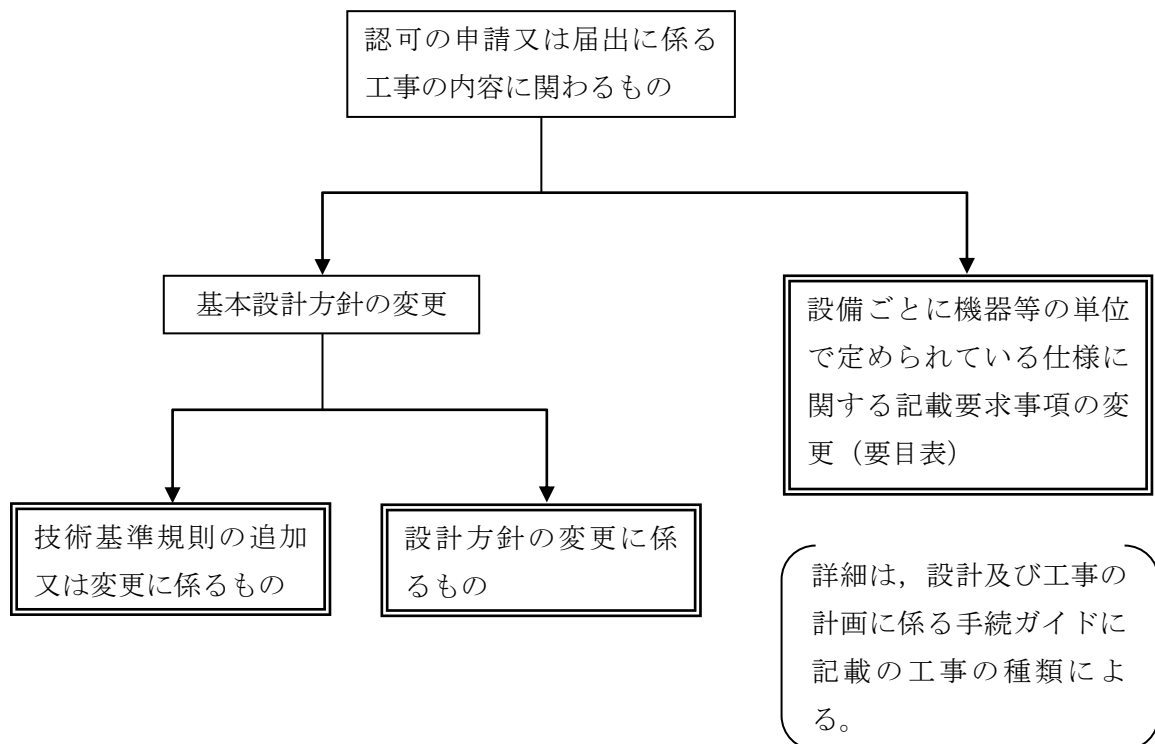 認可の申請又は届出に係る
工事の内容に関わるもの
基本設計方針の変更
設備ごとに機器等の単位
で定められている仕様に
関する記載要求事項の変
更（要目表）
技術基準規則の追加
又は変更に係るもの
設計方針の変更に係
るもの
詳細は，設計及び工事の
計画に係る手続ガイドに
記載の工事の種類によ
る。